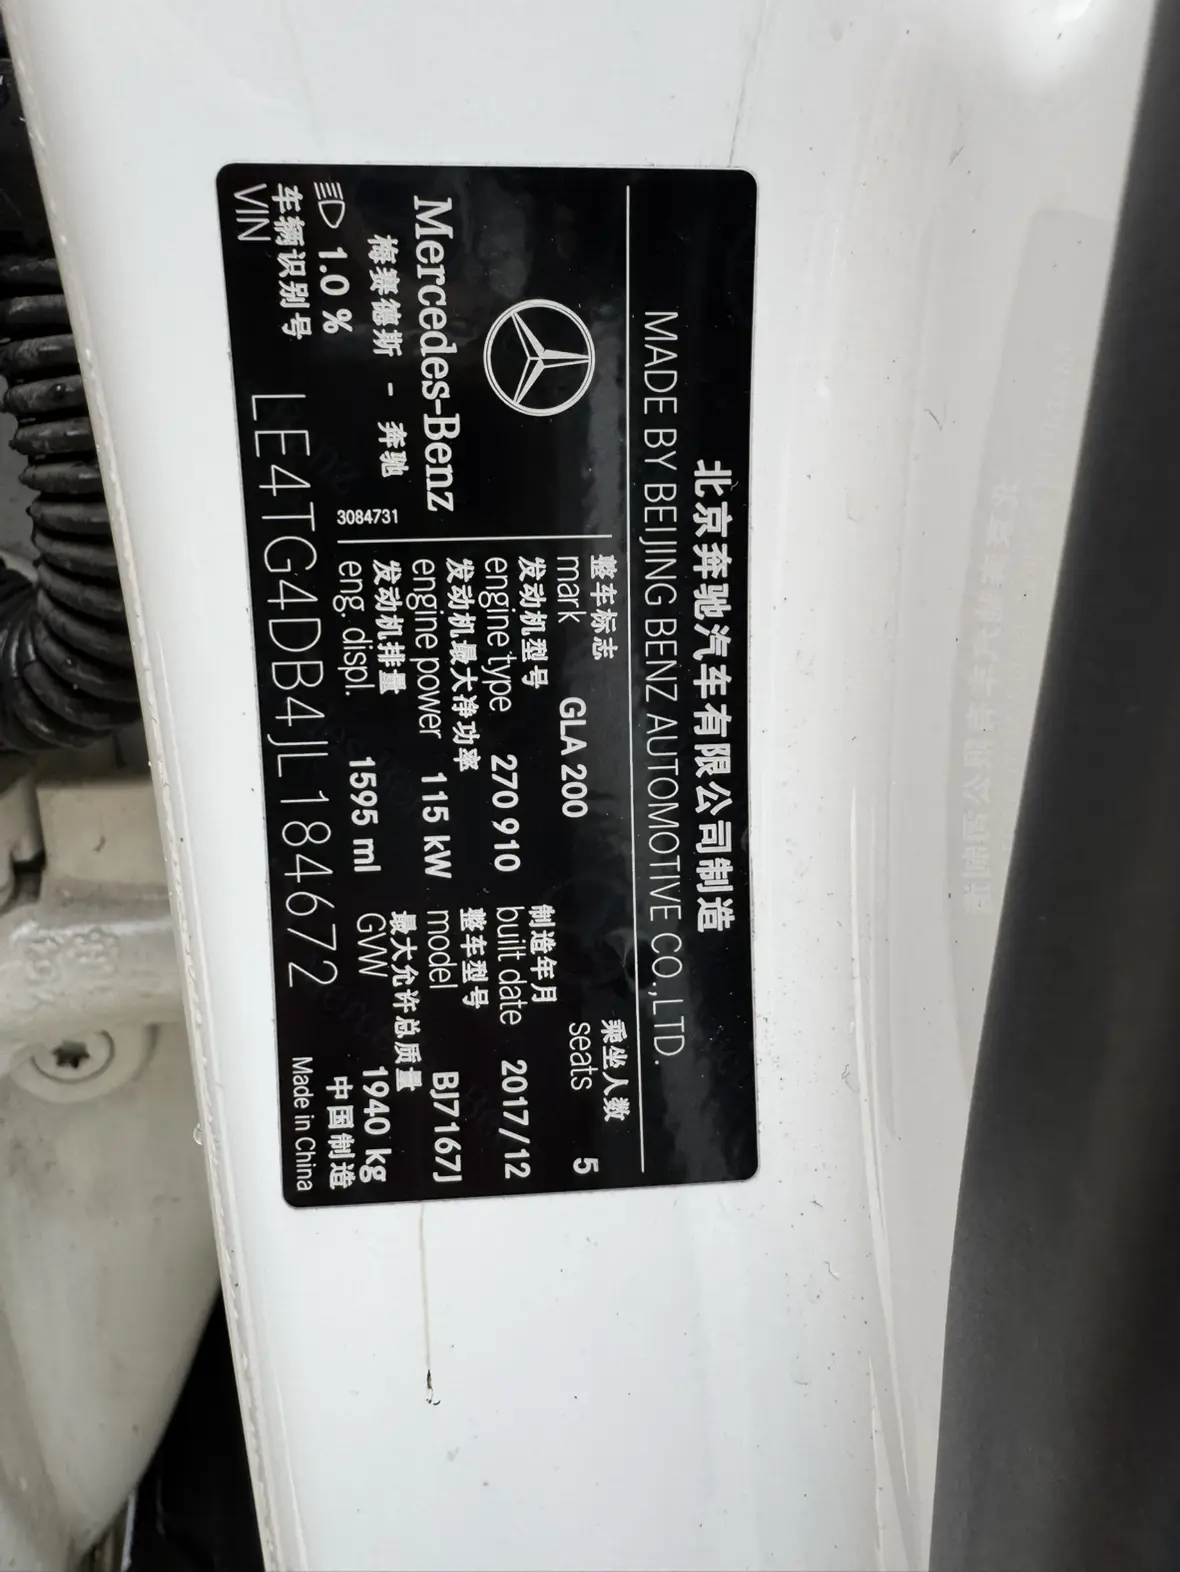 北京奔驰汽车有限公司制造
MADE BY BEIJING BENZ AUTOMOTIVE CO.,LTD.
整车标志
mark GLA 200
乘坐人数
seats 5
发动机型号
engine type 270 910
制造年月
built date 2017/12
发动机最大净功率
engine power 115 kW
整车型号
model BJ7167J
发动机排量
eng. displ. 1595 ml
最大允许总质量
GVW 1940 kg
Mercedes-Benz
梅赛德斯 - 奔驰
3084731
1.0 %
车辆识别号
VIN LE4TG4DB4JL184672
中国制造
Made in China